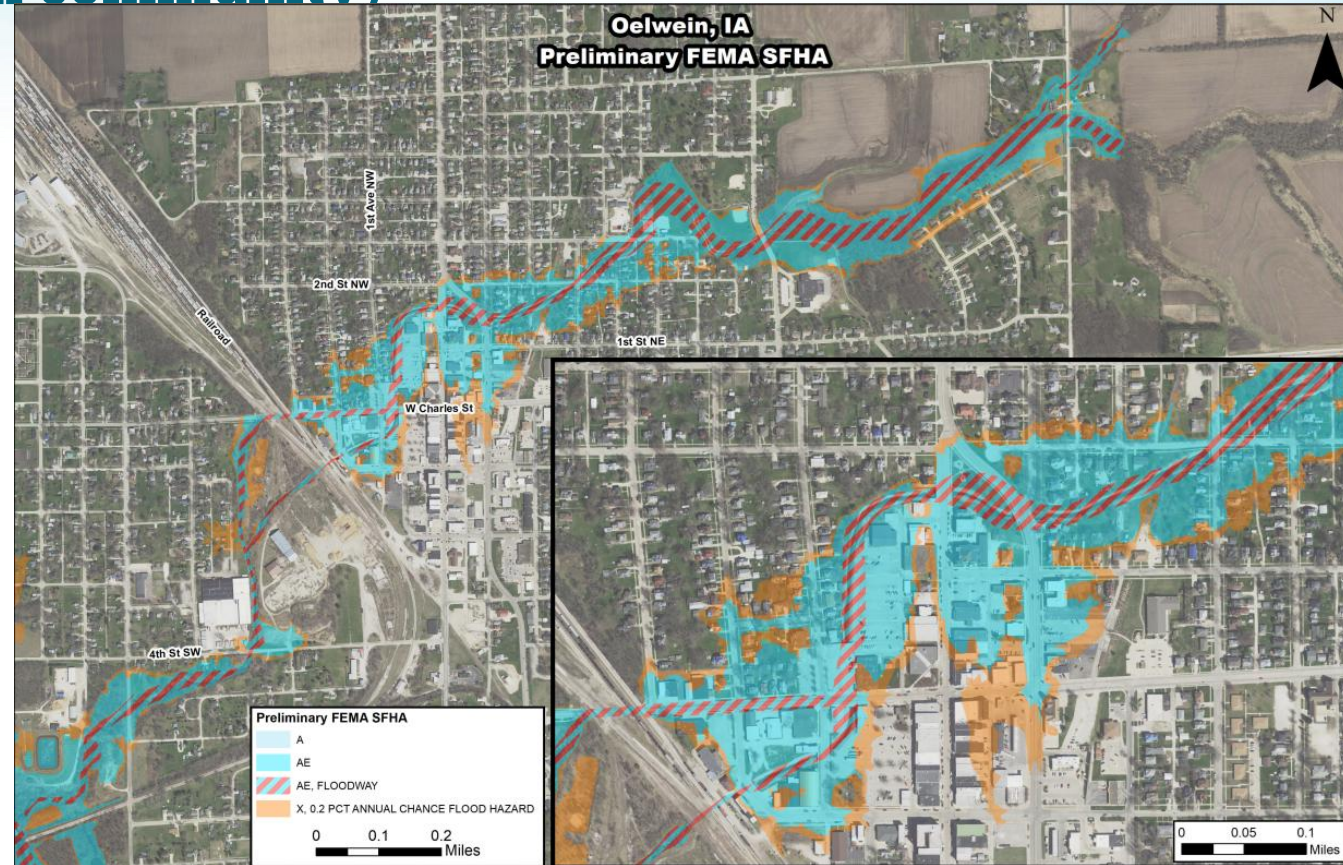 community)
Oelwein, IA
Preliminary FEMA SFHA
N
1st Ave NW
2nd St NW
Railroad
1st St NE
W Charles St
4th St SW
Preliminary FEMA SFHA
A
AE
AE, FLOODWAY
X, 0.2 PCT ANNUAL CHANCE FLOOD HAZARD
0 0.1 0.2
Miles
0 0.05 0.1
Miles